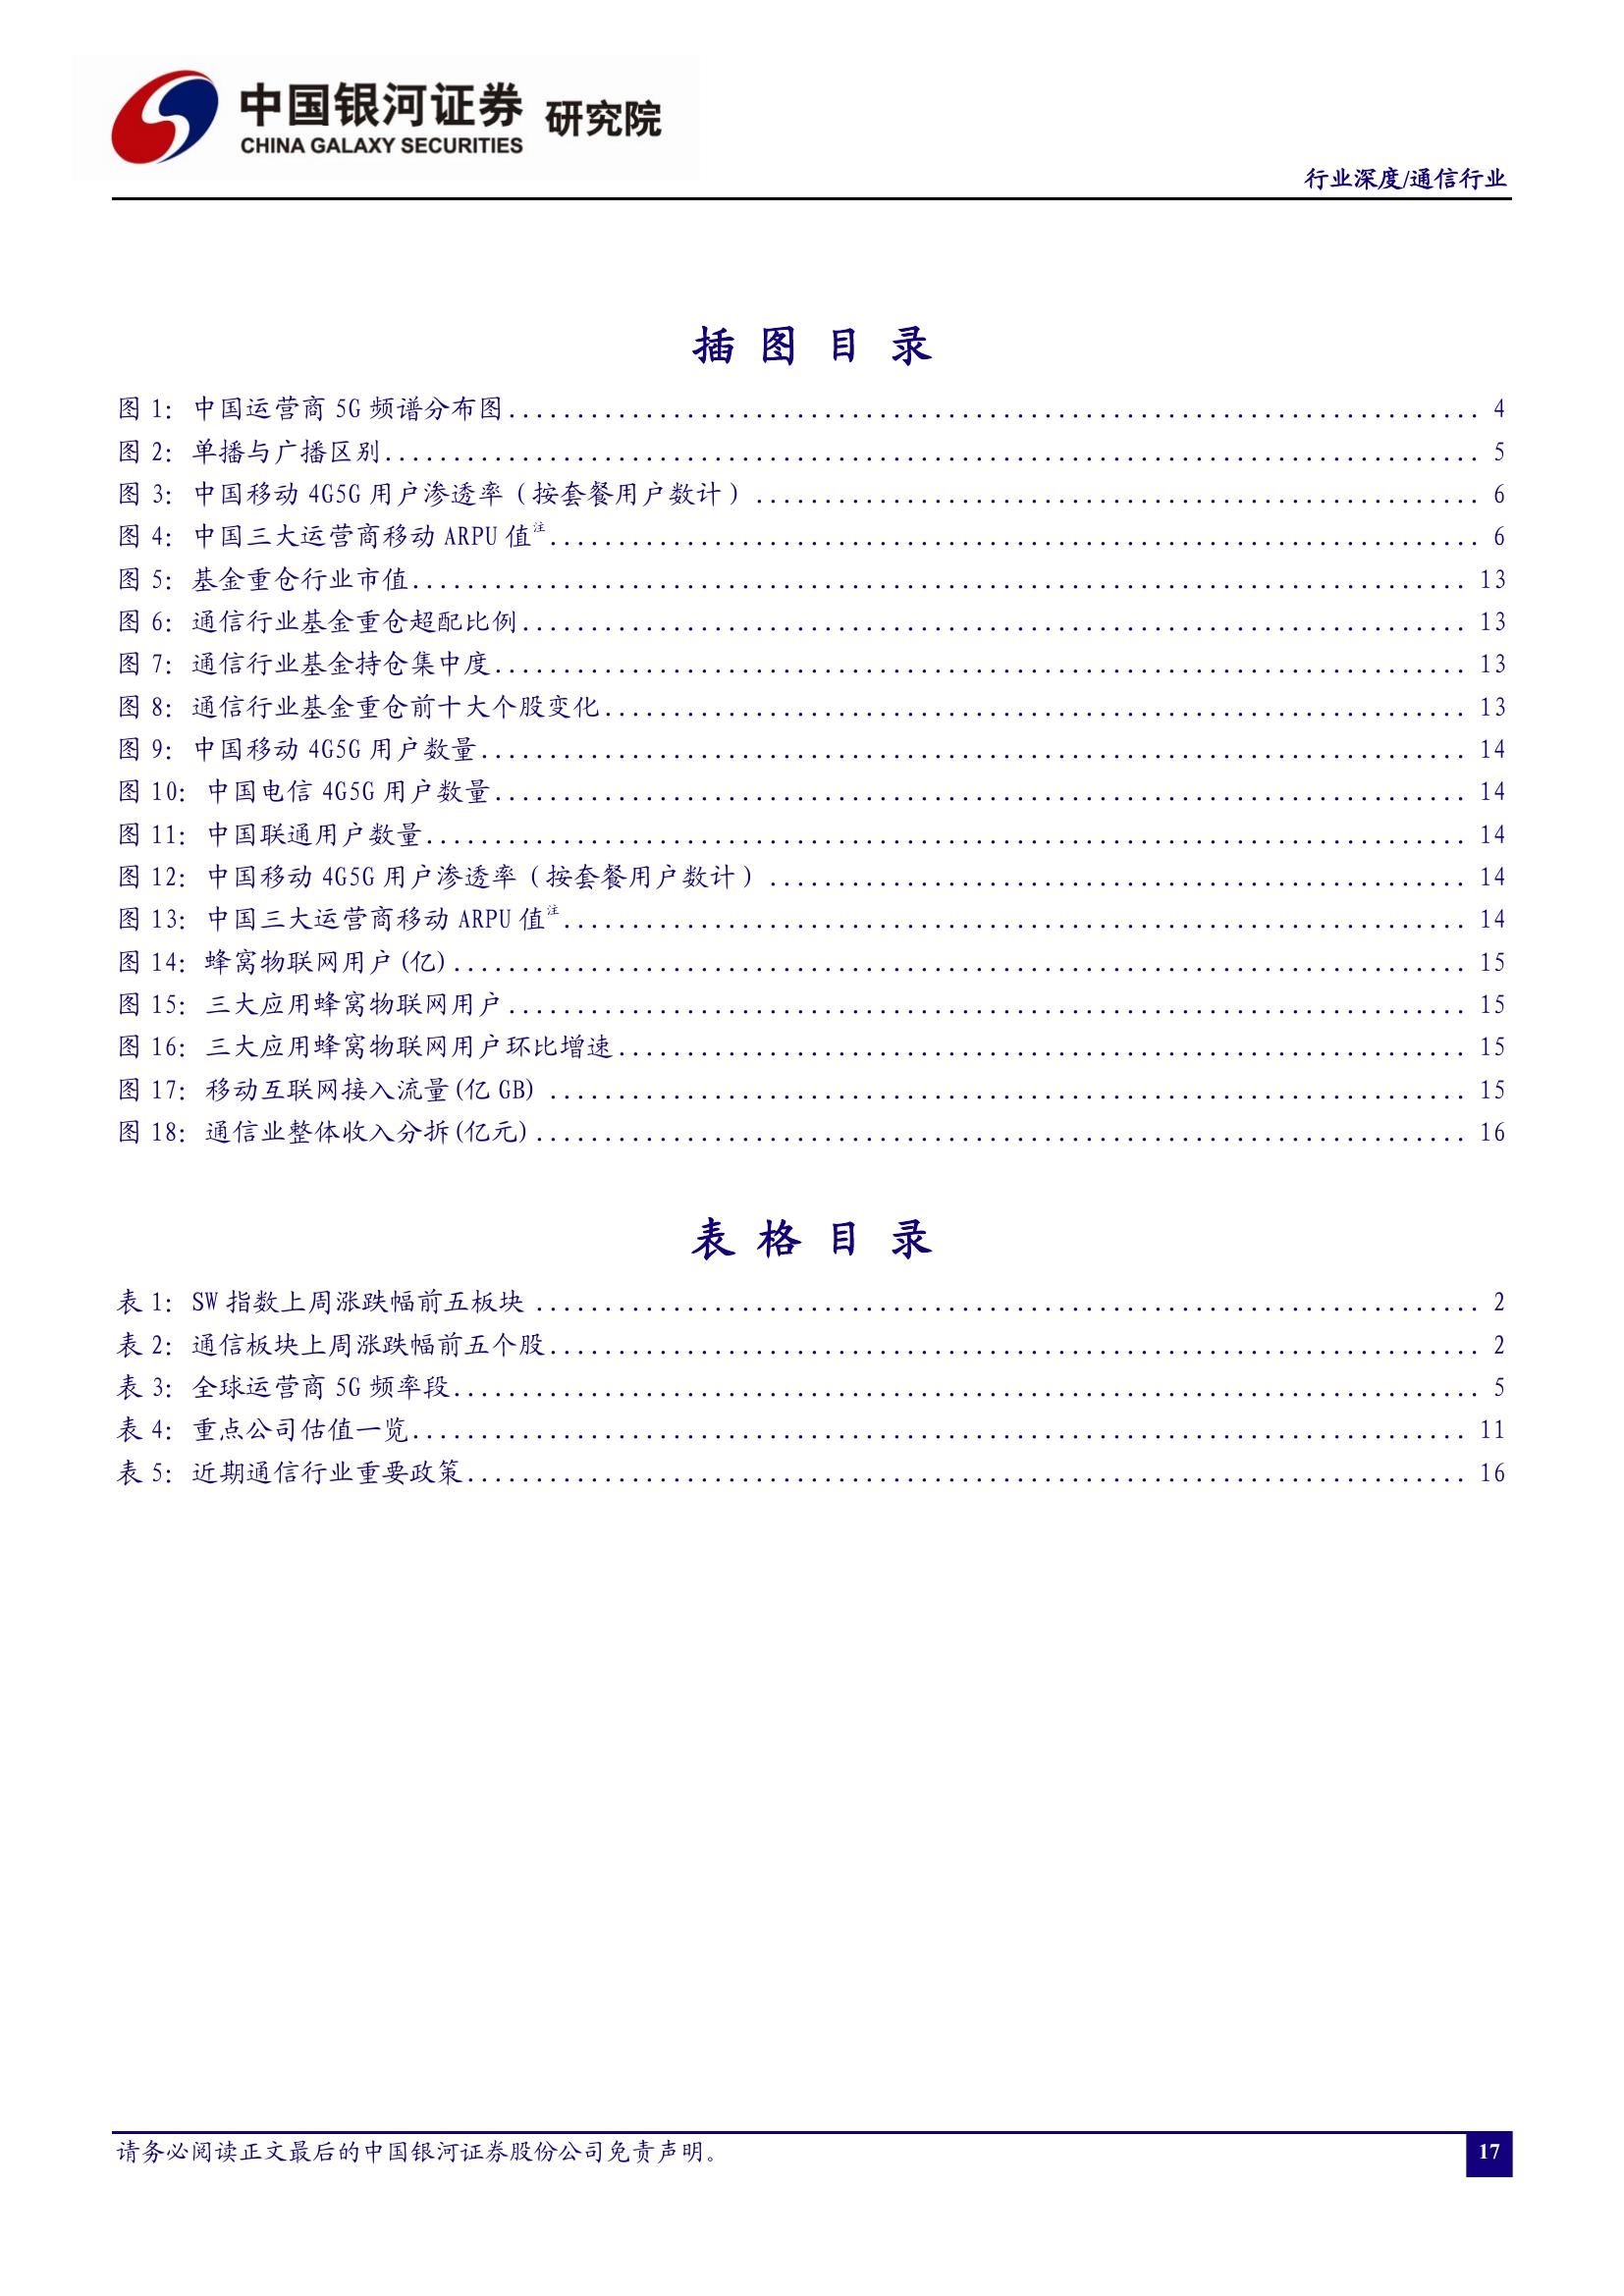 中国银河证券 研究院
CHINA GALAXY SECURITIES
行业深度/通信行业
插 图 目 录
图 1：中国运营商 5G 频谱分布图........................................................................ 4
图 2：单播与广播区别................................................................................. 5
图 3：中国移动 4G5G 用户渗透率（按套餐用户数计）...................................................... 6
图 4：中国三大运营商移动 ARPU 值注.................................................................... 6
图 5：基金重仓行业市值.............................................................................. 13
图 6：通信行业基金重仓超配比例...................................................................... 13
图 7：通信行业基金持仓集中度........................................................................ 13
图 8：通信行业基金重仓前十大个股变化................................................................ 13
图 9：中国移动 4G5G 用户数量......................................................................... 14
图 10：中国电信 4G5G 用户数量........................................................................ 14
图 11：中国联通用户数量............................................................................. 14
图 12：中国移动 4G5G 用户渗透率（按套餐用户数计）.................................................... 14
图 13：中国三大运营商移动 ARPU 值注................................................................... 14
图 14：蜂窝物联网用户(亿)........................................................................... 15
图 15：三大应用蜂窝物联网用户....................................................................... 15
图 16：三大应用蜂窝物联网用户环比增速............................................................... 15
图 17：移动互联网接入流量(亿 GB) .................................................................... 15
图 18：通信业整体收入分拆(亿元)..................................................................... 16
表 格 目 录
表 1：SW 指数上周涨跌幅前五板块 ...................................................................... 2
表 2：通信板块上周涨跌幅前五个股..................................................................... 2
表 3：全球运营商 5G 频率段............................................................................ 5
表 4：重点公司估值一览.............................................................................. 11
表 5：近期通信行业重要政策.......................................................................... 16
请务必阅读正文最后的中国银河证券股份公司免责声明。
17